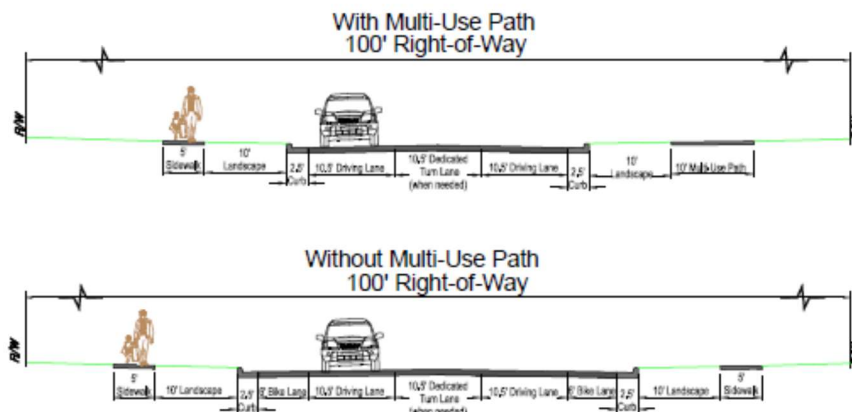 With Multi-Use Path
100' Right-of-Way
R/W
5' Sidewalk
10' Landscape
2.5' Curb
10.5' Driving Lane
10.5' Dedicated Turn Lane (when needed)
10.5' Driving Lane
2.5' Curb
10' Landscape
10' Multi-Use Path
Without Multi-Use Path
100' Right-of-Way
R/W
5' Sidewalk
10' Landscape
2.5' Curb
Bike Lane
10.5' Driving Lane
10.5' Dedicated Turn Lane (when needed)
10.5' Driving Lane
Bike Lane
2.5' Curb
10' Landscape
5' Sidewalk